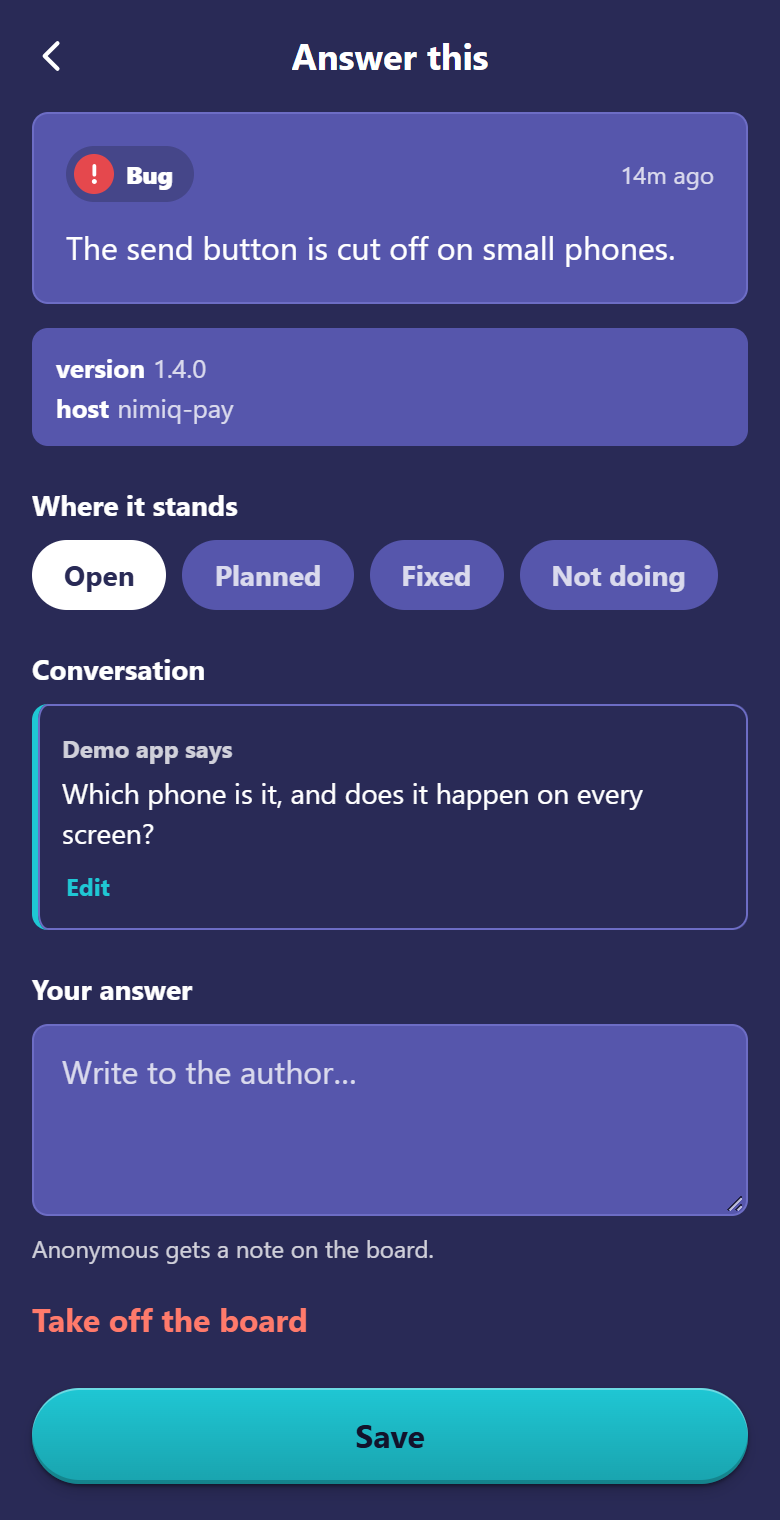 Answer this
! Bug
14m ago
The send button is cut off on small phones.
version 1.4.0
host nimiq-pay
Where it stands
Open
Planned
Fixed
Not doing
Conversation
Demo app says
Which phone is it, and does it happen on every
screen?
Edit
Your answer
Write to the author...
Anonymous gets a note on the board.
Take off the board
Save